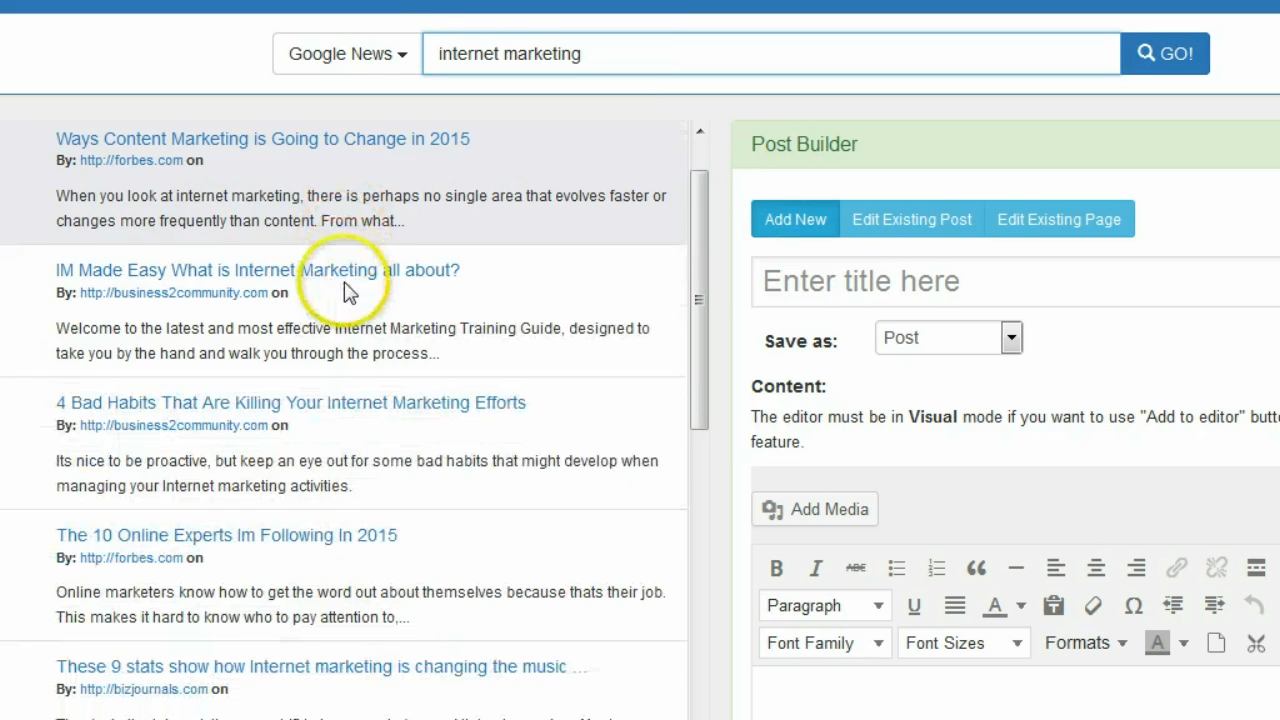 Google News internet marketing GO!
Ways Content Marketing is Going to Change in 2015
By: http://forbes.com on
When you look at internet marketing, there is perhaps no single area that evolves faster or
changes more frequently than content. From what...
IM Made Easy What is Internet Marketing all about?
By: http://business2community.com on
Welcome to the latest and most effective Internet Marketing Training Guide, designed to
take you by the hand and walk you through the process...
4 Bad Habits That Are Killing Your Internet Marketing Efforts
By: http://business2community.com on
Its nice to be proactive, but keep an eye out for some bad habits that might develop when
managing your Internet marketing activities.
The 10 Online Experts Im Following In 2015
By: http://forbes.com on
Online marketers know how to get the word out about themselves because thats their job.
This makes it hard to know who to pay attention to,...
These 9 stats show how Internet marketing is changing the music ...
By: http://bizjournals.com on
Post Builder
Add New Edit Existing Post Edit Existing Page
Enter title here
Save as: Post
Content:
The editor must be in Visual mode if you want to use "Add to editor"
feature.
Add Media
B I ABC
Paragraph U A Ω
Font Family Font Sizes Formats A